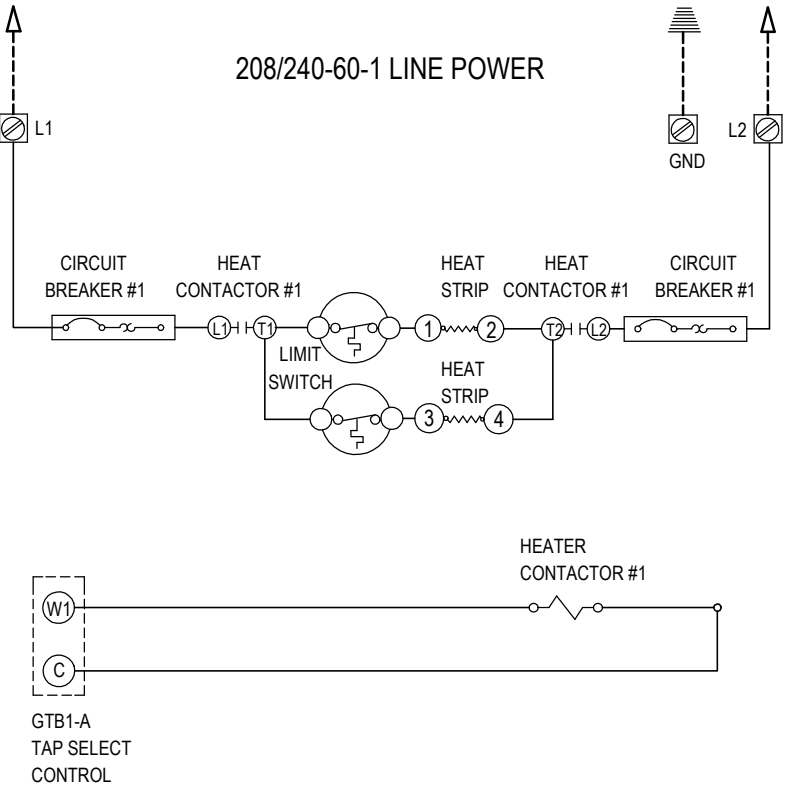 208/240-60-1 LINE POWER
L1
GND
L2
CIRCUIT
BREAKER #1
HEAT
CONTACTOR #1
HEAT
STRIP
HEAT
CONTACTOR #1
CIRCUIT
BREAKER #1
L1
T1
1
2
T2
L2
LIMIT
SWITCH
HEAT
STRIP
3
4
HEATER
CONTACTOR #1
W1
C
GTB1-A
TAP SELECT
CONTROL